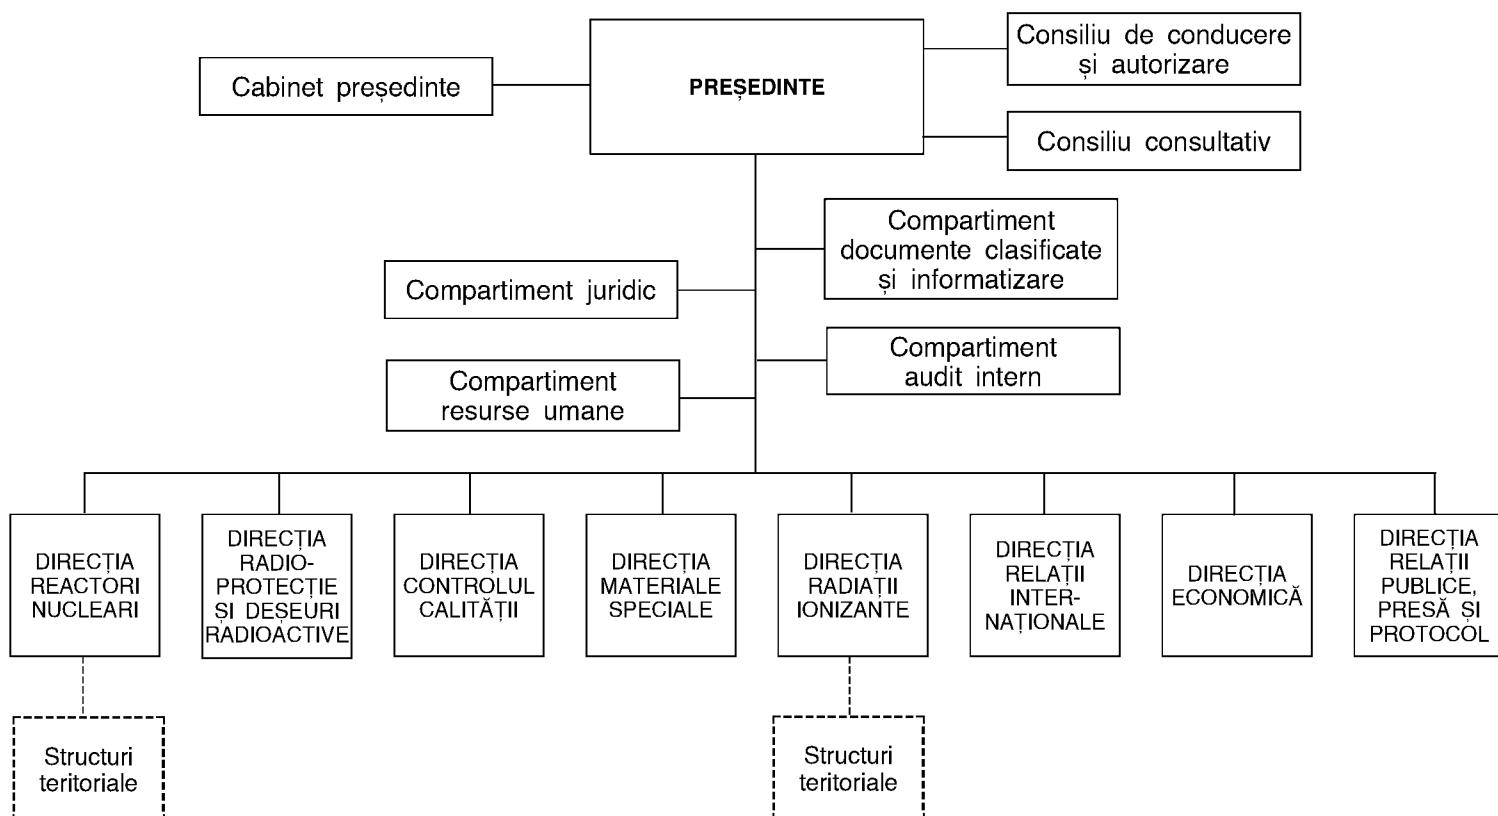 Consiliu de conducere
și autorizare
Cabinet președinte
PREȘEDINTE
Consiliu consultativ
Compartiment
documente clasificate
și informatizare
Compartiment juridic
Compartiment
audit intern
Compartiment
resurse umane
DIRECȚIA
REACTORI
NUCLEARI
DIRECȚIA
RADIO-
PROTECȚIE
ȘI DEȘEURI
RADIOACTIVE
DIRECȚIA
CONTROLUL
CALITĂȚII
DIRECȚIA
MATERIALE
SPECIALE
DIRECȚIA
RADIAȚII
IONIZANTE
DIRECȚIA
RELAȚII
INTER-
NAȚIONALE
DIRECȚIA
ECONOMICĂ
DIRECȚIA
RELAȚII
PUBLICE,
PRESĂ ȘI
PROTOCOL
Structuri
teritoriale
Structuri
teritoriale